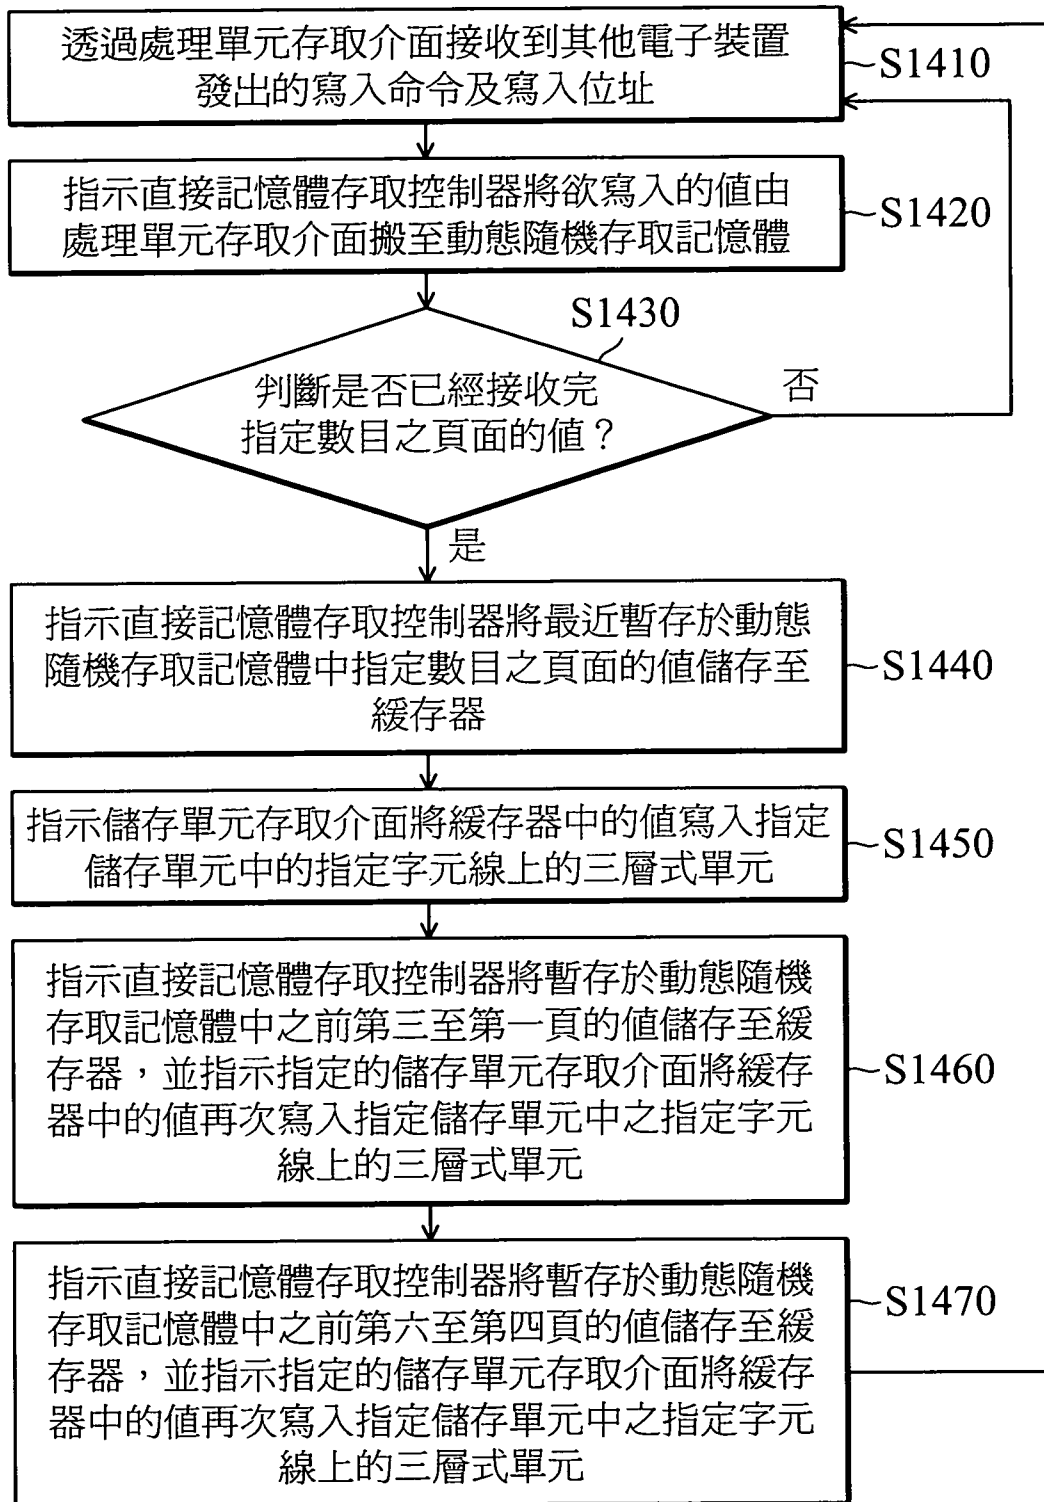 透過處理單元存取介面接收到其他電子裝置
發出的寫入命令及寫入位址
S1410
指示直接記憶體存取控制器將欲寫入的值由
處理單元存取介面搬至動態隨機存取記憶體
S1420
S1430
判斷是否已經接收完
指定數目之頁面的值？
否
是
指示直接記憶體存取控制器將最近暫存於動態
隨機存取記憶體中指定數目之頁面的值儲存至
緩存器
S1440
指示儲存單元存取介面將緩存器中的值寫入指定
儲存單元中的指定字元線上的三層式單元
S1450
指示直接記憶體存取控制器將暫存於動態隨機
存取記憶體中之前第三至第一頁的值儲存至緩
存器，並指示指定的儲存單元存取介面將緩存
器中的值再次寫入指定儲存單元中之指定字元
線上的三層式單元
S1460
指示直接記憶體存取控制器將暫存於動態隨機
存取記憶體中之前第六至第四頁的值儲存至緩
存器，並指示指定的儲存單元存取介面將緩存
器中的值再次寫入指定儲存單元中之指定字元
線上的三層式單元
S1470